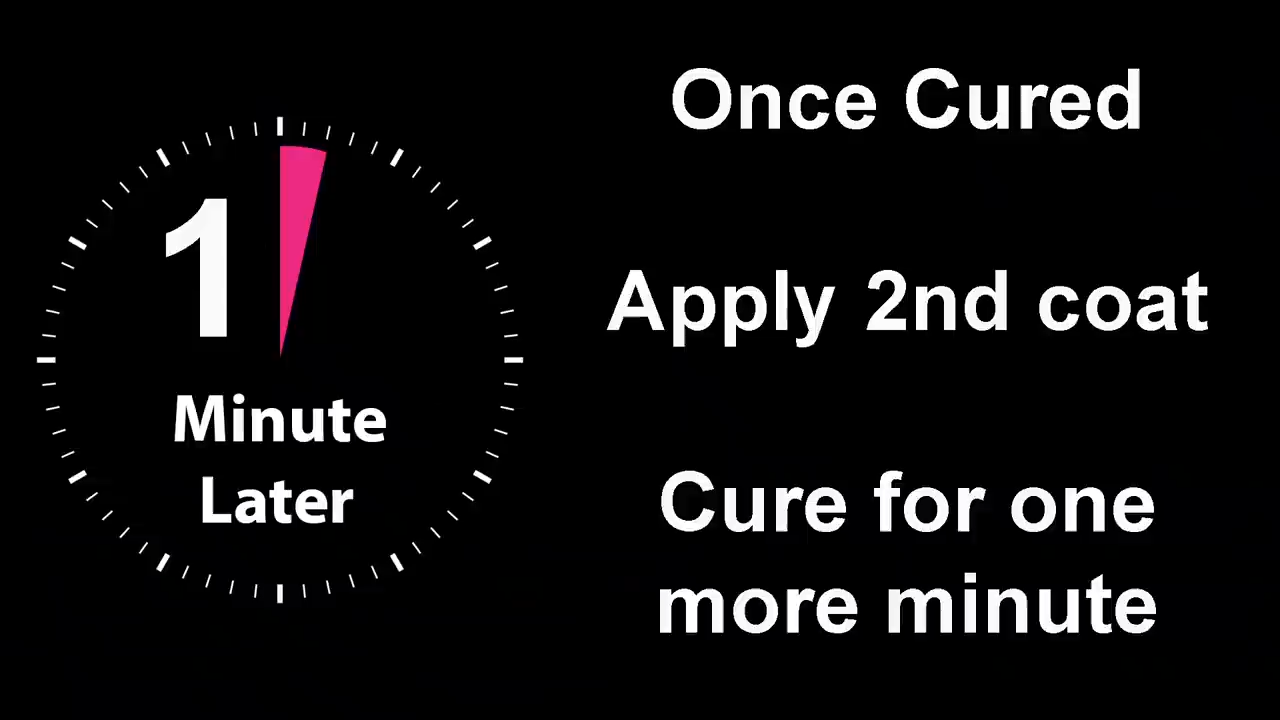 1
Minute
Later
Once Cured
Apply 2nd coat
Cure for one
more minute